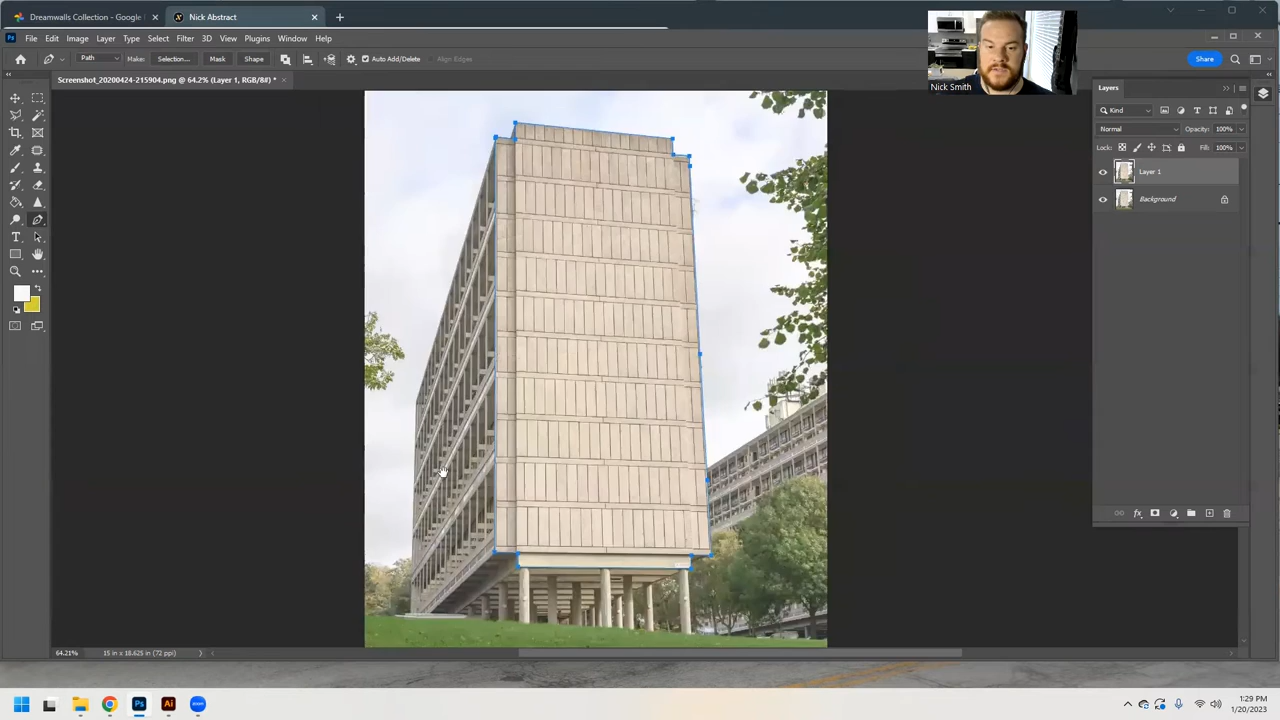 Dreamwalls Collection - Google
Nick Abstract
File Edit Image Layer Type Select Filter 3D View Plugins Window Help
Path
Make: Selection... Mask Shape Auto Add/Delete Align Edges
Share
Screenshot_20200424-215904.png @ 64.2% (Layer 1, RGB/8#) *
Nick Smith
Layers
Kind
Normal Opacity: 100%
Lock: Fill: 100%
Layer 1
Background
64.21% 15 in x 18.625 in (72 ppi)
Ps
Ai
zoom
1:29 PM
1/20/2023